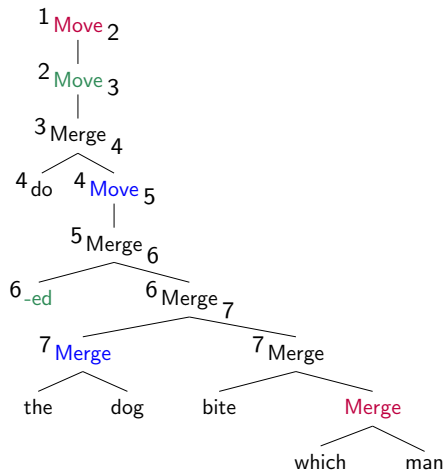 1 Move 2
2 Move 3
3 Merge 4
4 do 4 Move 5
5 Merge 6
6 -ed 6 Merge 7
7 Merge 7 Merge
the dog bite Merge
which man